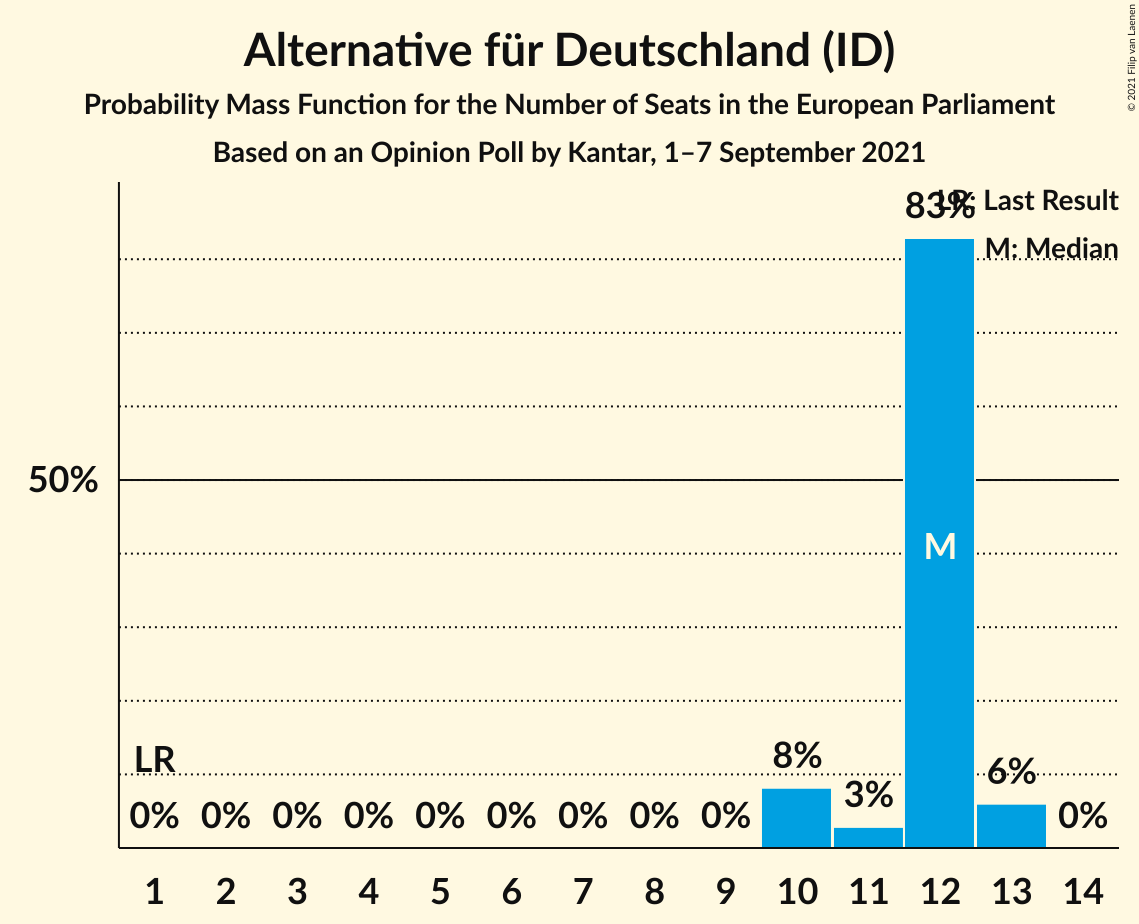 Alternative für Deutschland (ID)
Probability Mass Function for the Number of Seats in the European Parliament
Based on an Opinion Poll by Kantar, 1–7 September 2021
© 2021 Filip van Laenen
LR: Last Result
M: Median
83%
50%
M
LR
0% 0% 0% 0% 0% 0% 0% 0% 0% 8% 3% 6% 0%
1 2 3 4 5 6 7 8 9 10 11 12 13 14